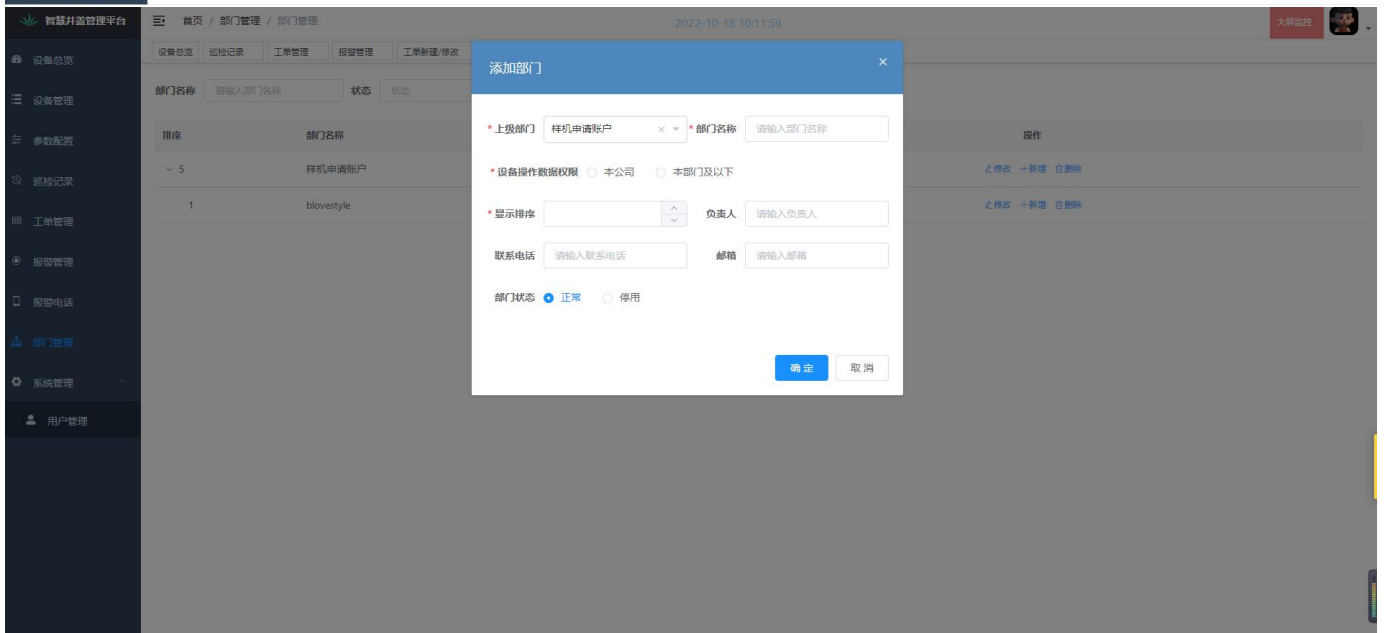 智慧井盖管理平台
首页 / 部门管理 / 部门管理
2022-10-18 10:11:59
大屏监控
设备总览
设备管理
参数配置
巡检记录
工单管理
报警管理
报警电话
部门管理
系统管理
用户管理
设备总览 巡检记录 工单管理 报警管理 工单新建/修改
部门名称 请输入部门名称 状态 状态
排序 部门名称 操作
5 样机申请账户 修改 +新增 删除
1 blovestyle 修改 +新增 删除
添加部门 ×
* 上级部门 样机申请账户 × * 部门名称 请输入部门名称
* 设备操作数据权限 本公司 本部门及以下
* 显示排序 负责人 请输入负责人
联系电话 请输入联系电话 邮箱 请输入邮箱
部门状态 正常 停用
确 定 取 消